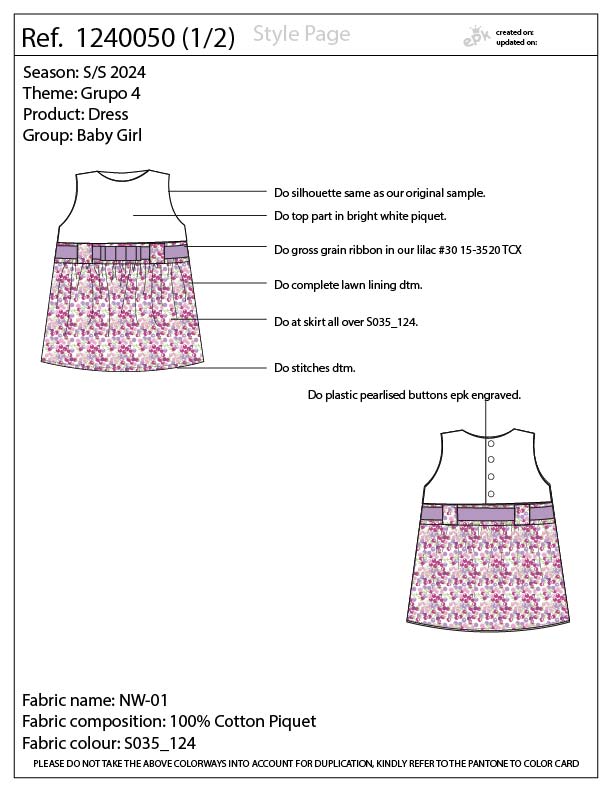 Ref. 1240050 (1/2)
Style Page
epk
created on:
updated on:
Season: S/S 2024
Theme: Grupo 4
Product: Dress
Group: Baby Girl
Do silhouette same as our original sample.
Do top part in bright white piquet.
Do gross grain ribbon in our lilac #30 15-3520 TCX
Do complete lawn lining dtm.
Do at skirt all over S035_124.
Do stitches dtm.
Do plastic pearlised buttons epk engraved.
Fabric name: NW-01
Fabric composition: 100% Cotton Piquet
Fabric colour: S035_124
PLEASE DO NOT TAKE THE ABOVE COLORWAYS INTO ACCOUNT FOR DUPLICATION, KINDLY REFER TO THE PANTONE TO COLOR CARD